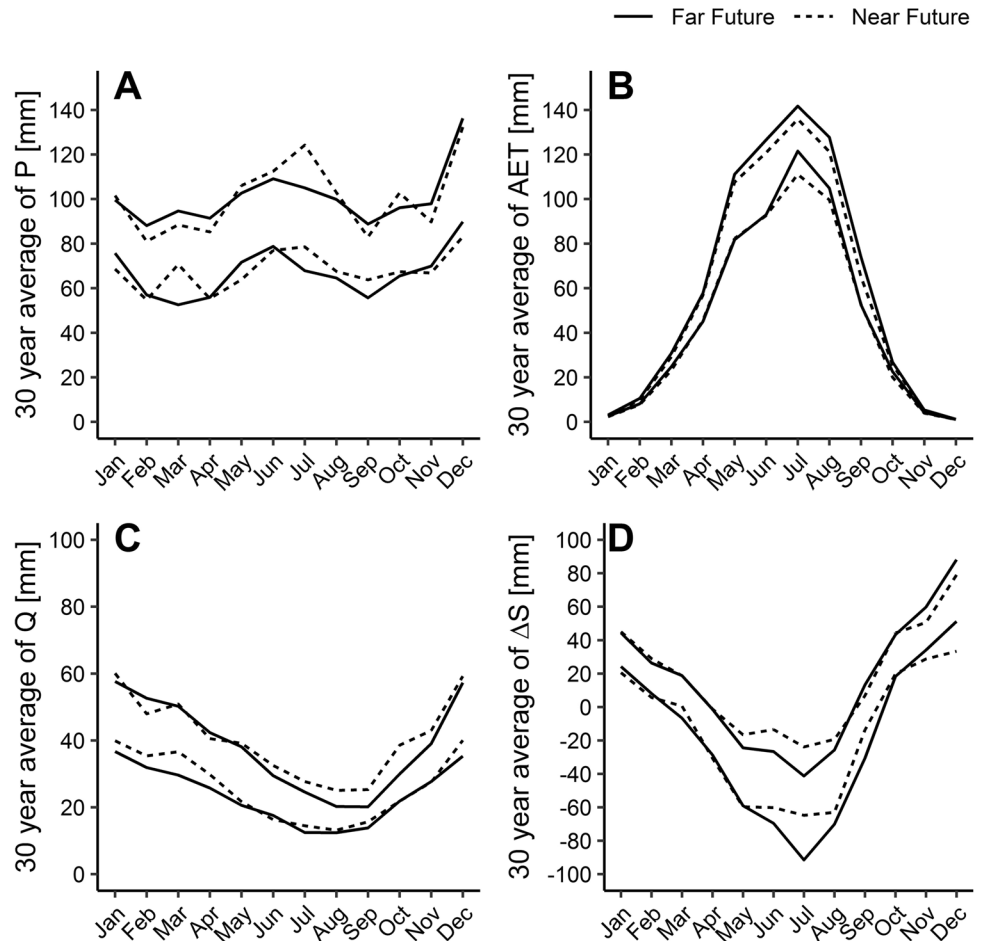 Far Future Near Future
A
30 year average of P [mm]
140
120
100
80
60
40
20
0
Jan Feb Mar Apr May Jun Jul Aug Sep Oct Nov Dec
B
30 year average of AET [mm]
140
120
100
80
60
40
20
0
Jan Feb Mar Apr May Jun Jul Aug Sep Oct Nov Dec
C
30 year average of Q [mm]
100
80
60
40
20
0
Jan Feb Mar Apr May Jun Jul Aug Sep Oct Nov Dec
D
30 year average of ΔS [mm]
100
80
60
40
20
0
-20
-40
-60
-80
-100
Jan Feb Mar Apr May Jun Jul Aug Sep Oct Nov Dec